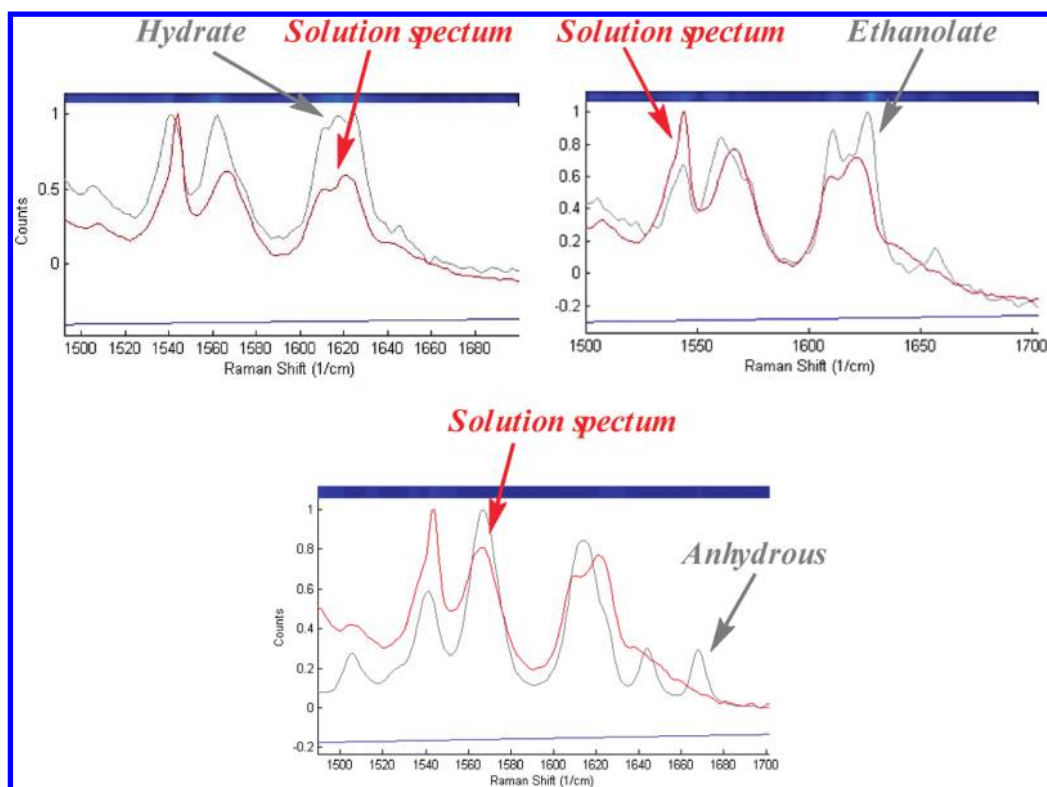 Hydrate
Solution spectum
Solution spectum
Ethanolate
1
0.5
0
Counts
1500 1520 1540 1560 1580 1600 1620 1640 1660 1680
Raman Shift (1/cm)
1
0.8
0.6
0.4
0.2
0
-0.2
1500 1550 1600 1650 1700
Raman Shift (1/cm)
Solution spectum
Anhydrous
1
0.8
0.6
0.4
0.2
0
-0.2
Counts
1500 1520 1540 1560 1580 1600 1620 1640 1660 1680 1700
Raman Shift (1/cm)